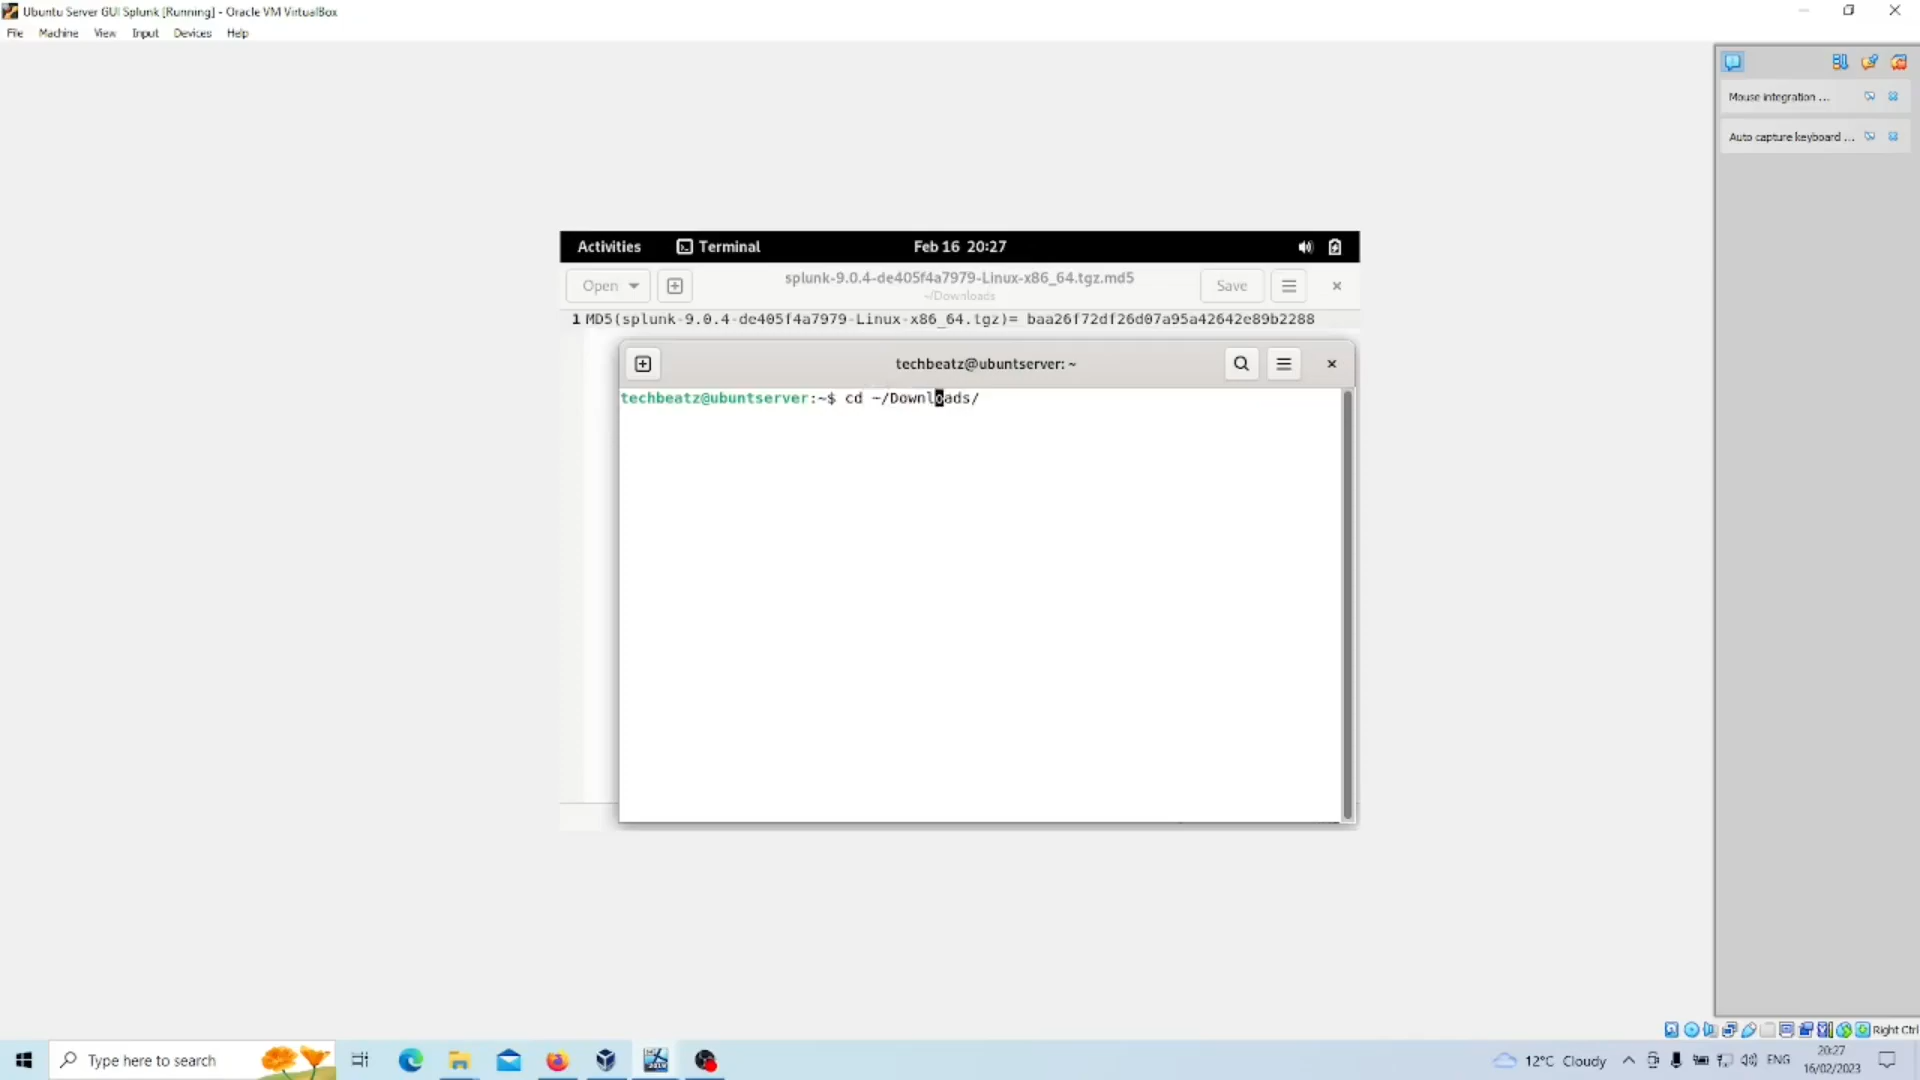 Ubuntu Server GUI Splunk [Running] - Oracle VM VirtualBox
File Machine View Input Devices Help
Mouse integration ...
Auto capture keyboard ...
Activities Terminal Feb 16 20:27
Open splunk-9.0.4-de405f4a7979-Linux-x86_64.tgz.md5 Save
~/Downloads
1 MD5(splunk-9.0.4-de405f4a7979-Linux-x86_64.tgz)= baa26f72df26d07a95a42642e89b2288
techbeatz@ubuntserver: ~
techbeatz@ubuntserver:~$ cd ~/Downloads/
Right Ctrl
Type here to search
12°C Cloudy
ENG
20:27
16/02/2023